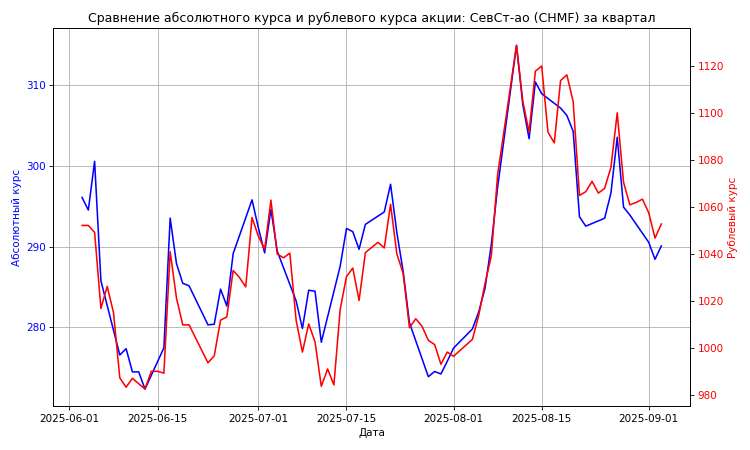 Сравнение абсолютного курса и рублевого курса акции: СевСт-ао (CHMF) за квартал
Абсолютный курс
310
300
290
280
1120
1100
1080
1060
1040
1020
1000
980
Рублевый курс
2025-06-01 2025-06-15 2025-07-01 2025-07-15 2025-08-01 2025-08-15 2025-09-01
Дата